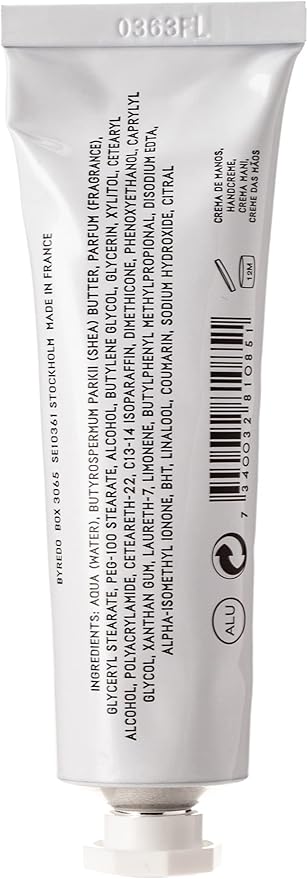 0363FL
BYREDO BOX 3065 SE10361 STOCKHOLM MADE IN FRANCE
INGREDIENTS: AQUA (WATER), BUTYROSPERMUM PARKII (SHEA) BUTTER, PARFUM (FRAGRANCE),
GLYCERYL STEARATE, PEG-100 STEARATE, ALCOHOL, BUTYLENE GLYCOL, GLYCERIN, XYLITOL, CETEARYL
ALCOHOL, POLYACRYLAMIDE, CETEARETH-22, C13-14 ISOPARAFFIN, DIMETHICONE, PHENOXYETHANOL, CAPRYLYL
GLYCOL, XANTHAN GUM, LAURETH-7, LIMONENE, BUTYLPHENYL METHYLPROPIONAL, DISODIUM EDTA,
ALPHA-ISOMETHYL IONONE, BHT, LINALOOL, COUMARIN, SODIUM HYDROXIDE, CITRAL
CREMA DE MANOS,
HANDCREME,
CREMA MANI,
CREME DAS MÃOS
12M
7 340032 810851
ALU